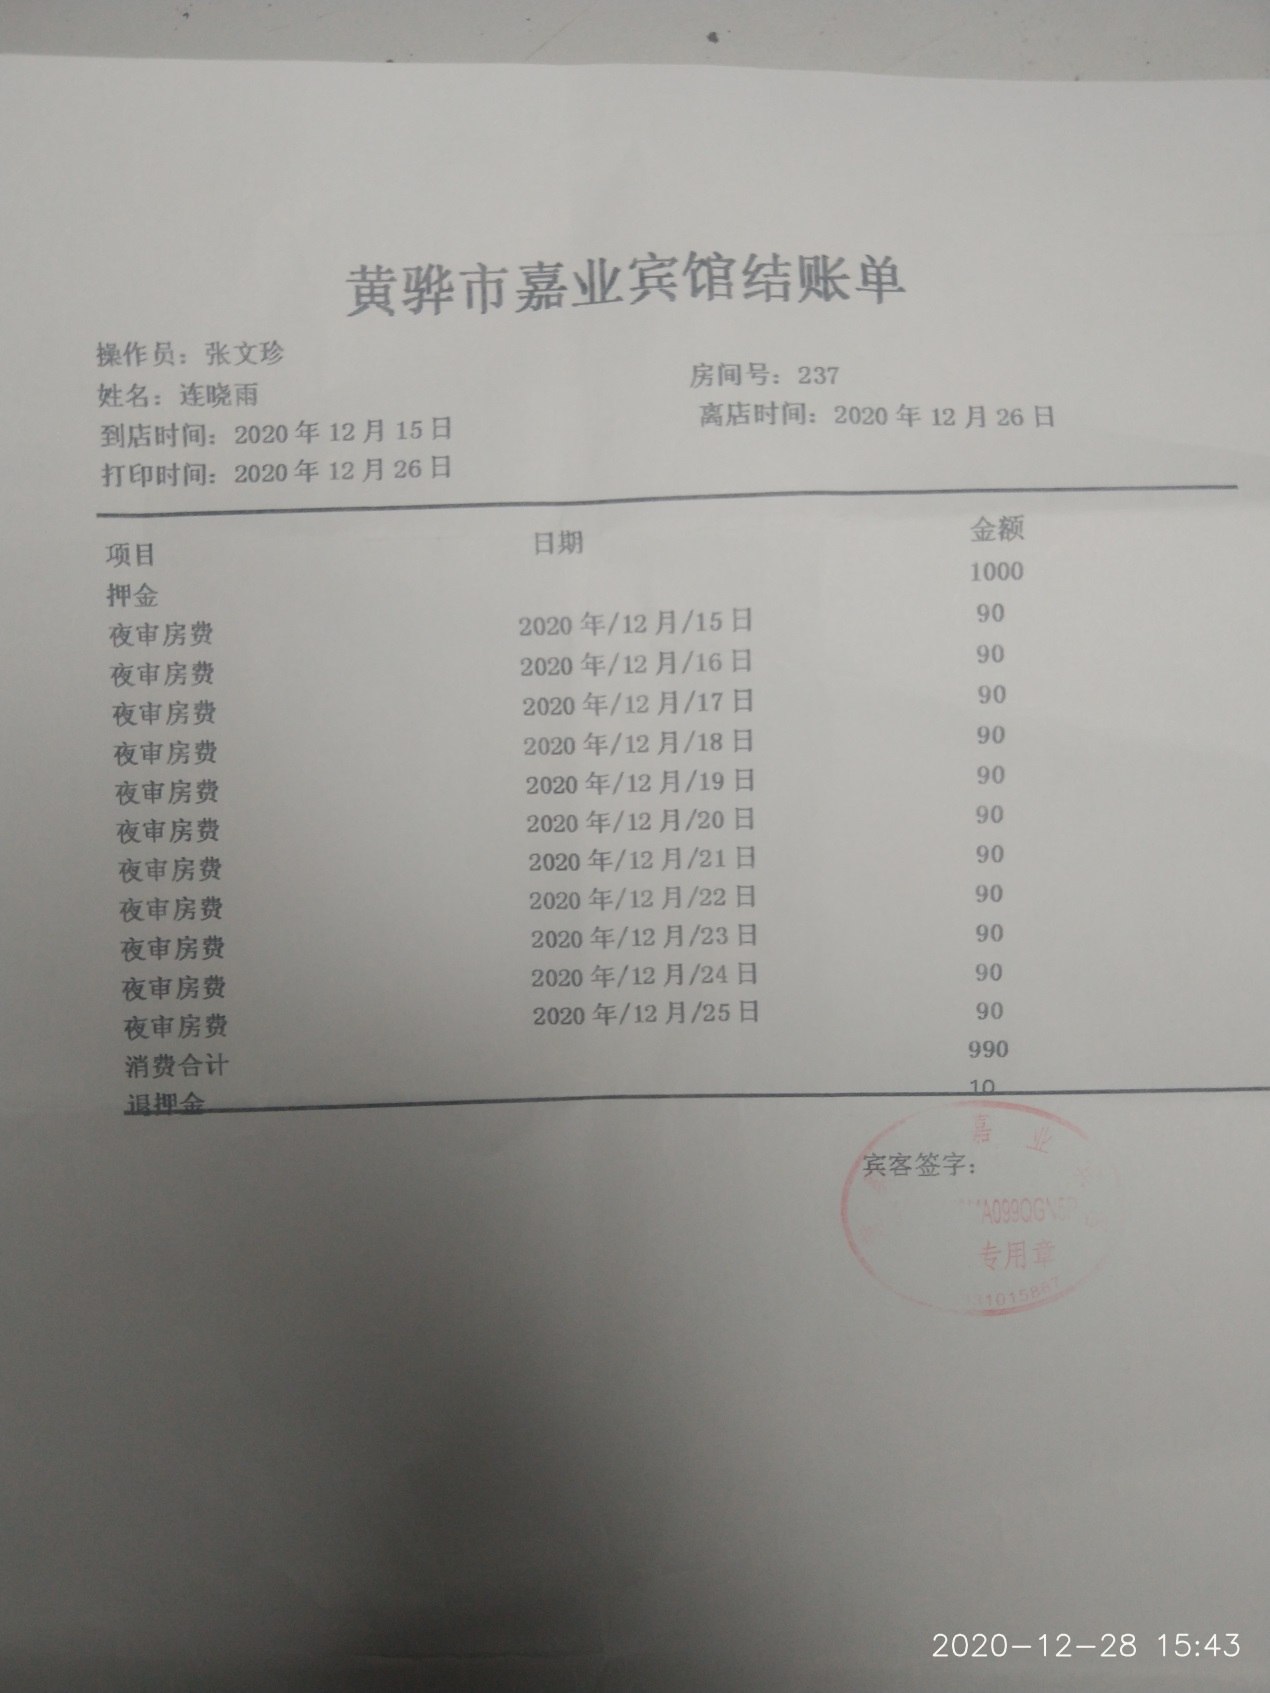 黄骅市嘉业宾馆结账单
操作员：张文珍
姓名：连晓雨 房间号：237
到店时间：2020年12月15日 离店时间：2020年12月26日
打印时间：2020年12月26日
项目 日期 金额
押金 1000
夜审房费 2020年/12月/15日 90
夜审房费 2020年/12月/16日 90
夜审房费 2020年/12月/17日 90
夜审房费 2020年/12月/18日 90
夜审房费 2020年/12月/19日 90
夜审房费 2020年/12月/20日 90
夜审房费 2020年/12月/21日 90
夜审房费 2020年/12月/22日 90
夜审房费 2020年/12月/23日 90
夜审房费 2020年/12月/24日 90
夜审房费 2020年/12月/25日 90
消费合计 990
退押金 10
嘉业
宾客签字：
专用章
2020-12-28 15:43